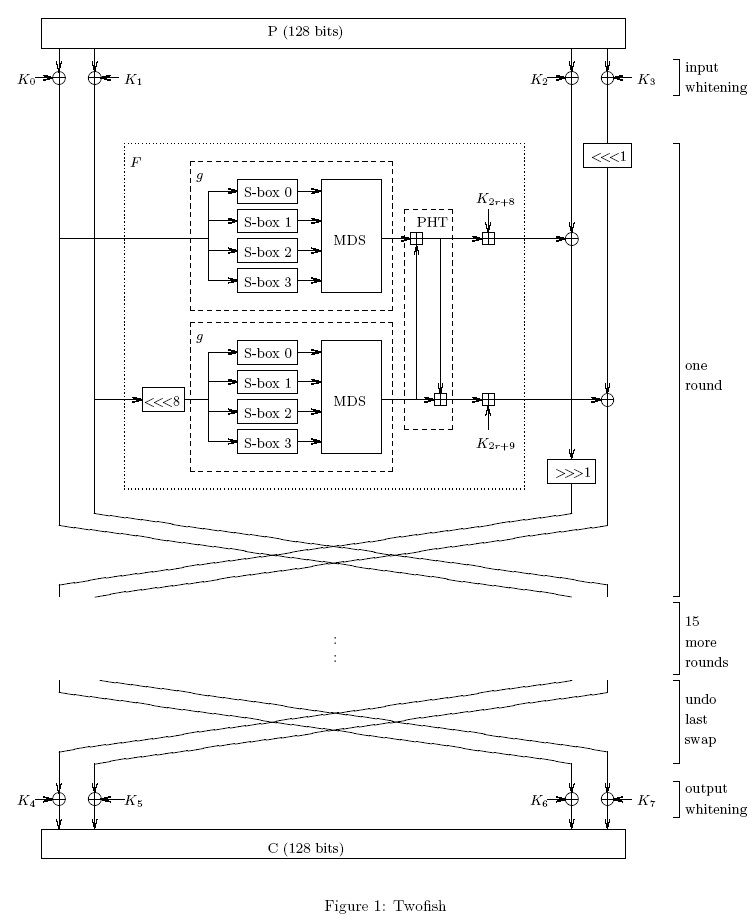 P (128 bits)
K₀ K₁ K₂ K₃
input
whitening
<<<1
F
g
S-box 0
S-box 1
S-box 2
S-box 3
MDS
PHT
K₂ᵣ₊₈
one
round
g
<<<8
S-box 0
S-box 1
S-box 2
S-box 3
MDS
K₂ᵣ₊₉
>>>1
:
:
15
more
rounds
undo
last
swap
K₄ K₅ K₆ K₇
output
whitening
C (128 bits)
Figure 1: Twofish